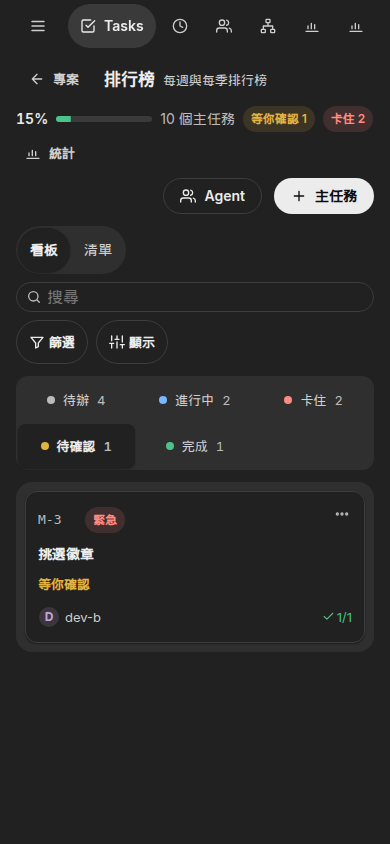 Tasks
專案 排行榜 每週與每季排行榜
15% 10 個主任務 等你確認 1 卡住 2
統計
Agent 主任務
看板 清單
搜尋
篩選 顯示
待辦 4 進行中 2 卡住 2
待確認 1 完成 1
M-3 緊急
挑選徽章
等你確認
D dev-b 1/1